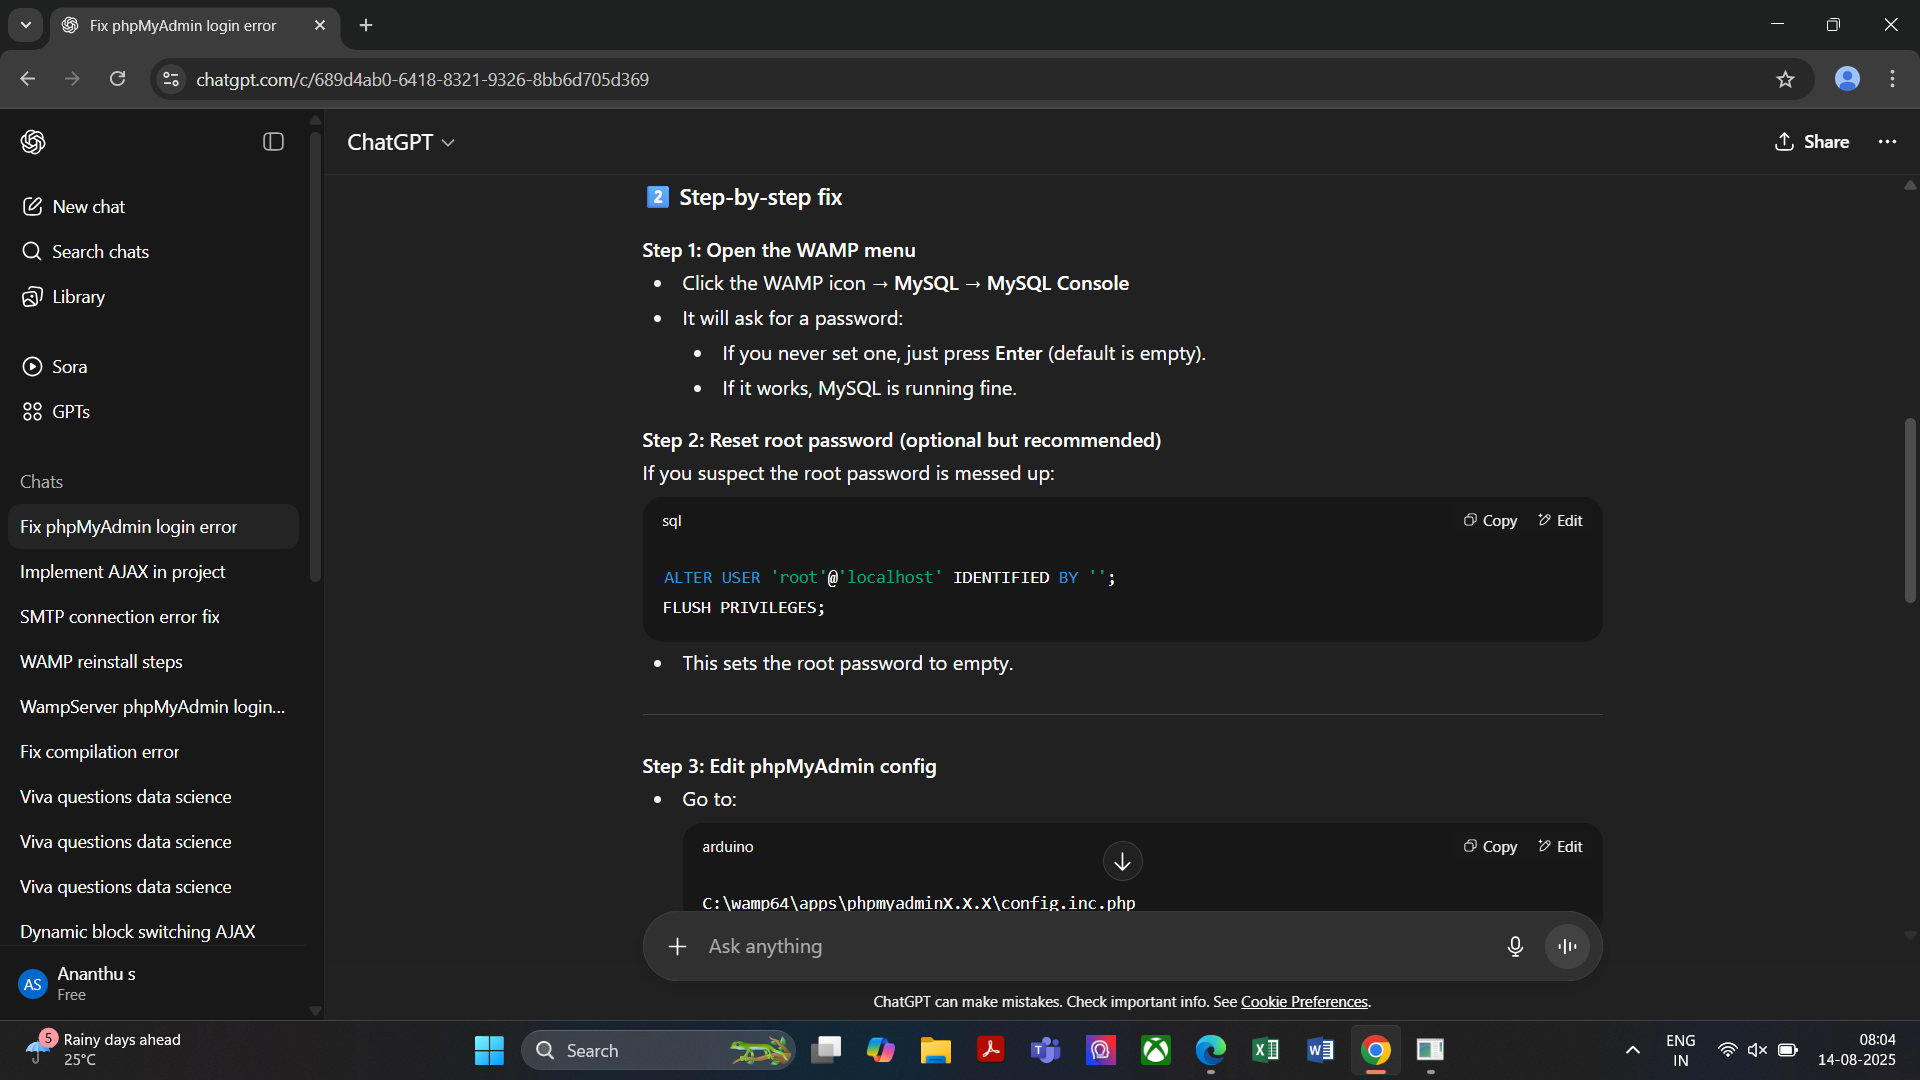 Fix phpMyAdmin login error
chatgpt.com/c/689d4ab0-6418-8321-9326-8bb6d705d369
New chat
Search chats
Library
Sora
GPTs
Chats
Fix phpMyAdmin login error
Implement AJAX in project
SMTP connection error fix
WAMP reinstall steps
WampServer phpMyAdmin login...
Fix compilation error
Viva questions data science
Viva questions data science
Viva questions data science
Dynamic block switching AJAX
AS
Ananthu s
Free
ChatGPT
Share
2 Step-by-step fix
Step 1: Open the WAMP menu
• Click the WAMP icon → MySQL → MySQL Console
• It will ask for a password:
• If you never set one, just press Enter (default is empty).
• If it works, MySQL is running fine.
Step 2: Reset root password (optional but recommended)
If you suspect the root password is messed up:
sql
Copy Edit
ALTER USER 'root'@'localhost' IDENTIFIED BY '';
FLUSH PRIVILEGES;
• This sets the root password to empty.
Step 3: Edit phpMyAdmin config
• Go to:
arduino
Copy Edit
C:\wamp64\apps\phpmyadminX.X.X\config.inc.php
Ask anything
ChatGPT can make mistakes. Check important info. See Cookie Preferences.
5
Rainy days ahead
25°C
Search
ENG
IN
08:04
14-08-2025